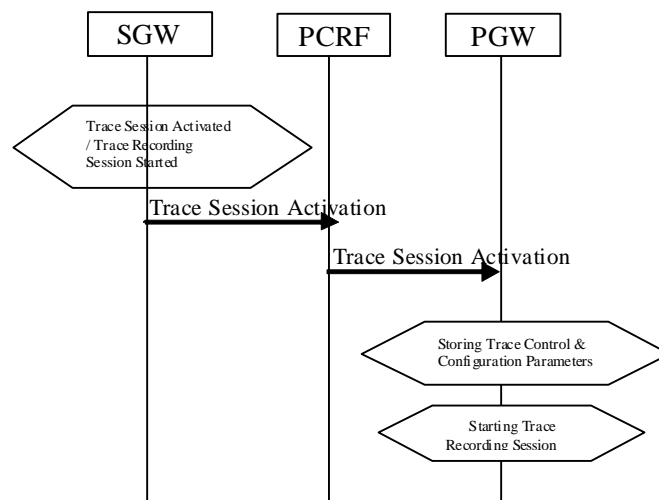 SGW
PCRF
PGW
Trace Session Activated
/ Trace Recording
Session Started
Trace Session Activation
Trace Session Activation
Storing Trace Control &
Configuration Parameters
Starting Trace
Recording Session